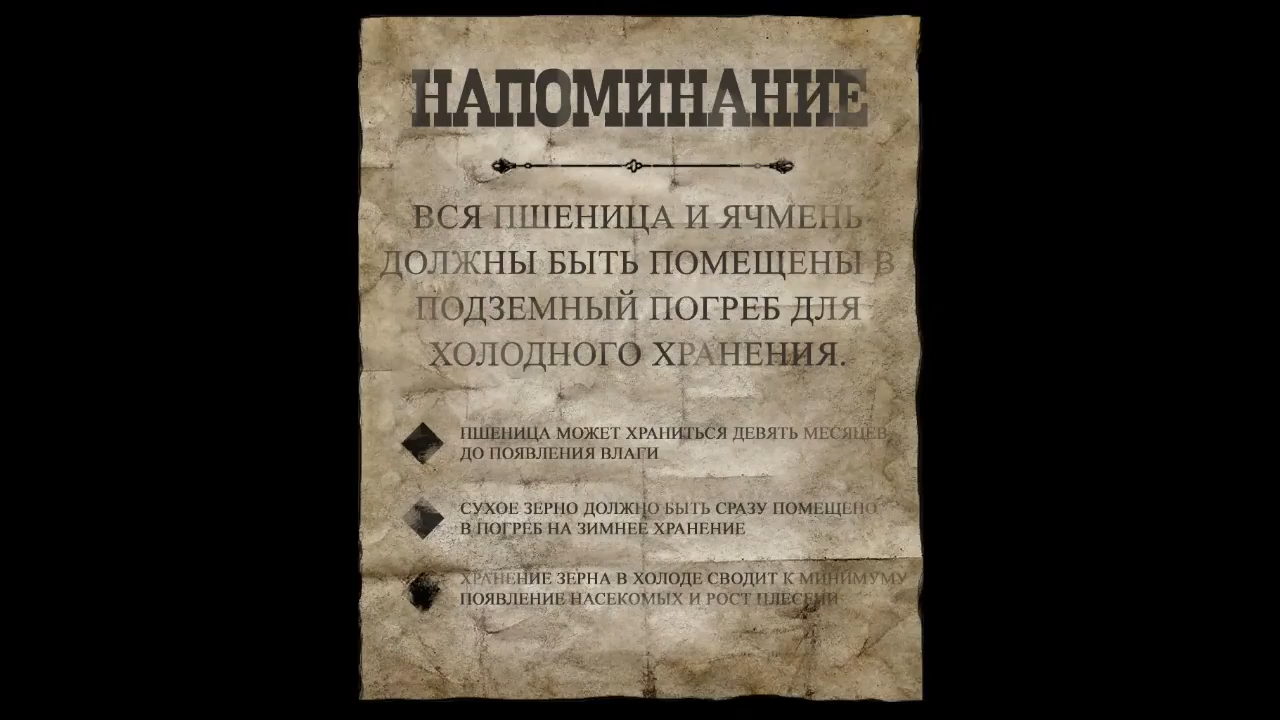 НАПОМИНАНИЕ
ВСЯ ПШЕНИЦА И ЯЧМЕНЬ
ДОЛЖНЫ БЫТЬ ПОМЕЩЕНЫ В
ПОДЗЕМНЫЙ ПОГРЕБ ДЛЯ
ХОЛОДНОГО ХРАНЕНИЯ.
ПШЕНИЦА МОЖЕТ ХРАНИТЬСЯ ДЕВЯТЬ МЕСЯЦЕВ
ДО ПОЯВЛЕНИЯ ВЛАГИ
СУХОЕ ЗЕРНО ДОЛЖНО БЫТЬ СРАЗУ ПОМЕЩЕНО
В ПОГРЕБ НА ЗИМНЕЕ ХРАНЕНИЕ
ХРАНЕНИЕ ЗЕРНА В ХОЛОДЕ СВОДИТ К МИНИМУМУ
ПОЯВЛЕНИЕ НАСЕКОМЫХ И РОСТ ПЛЕСЕНИ